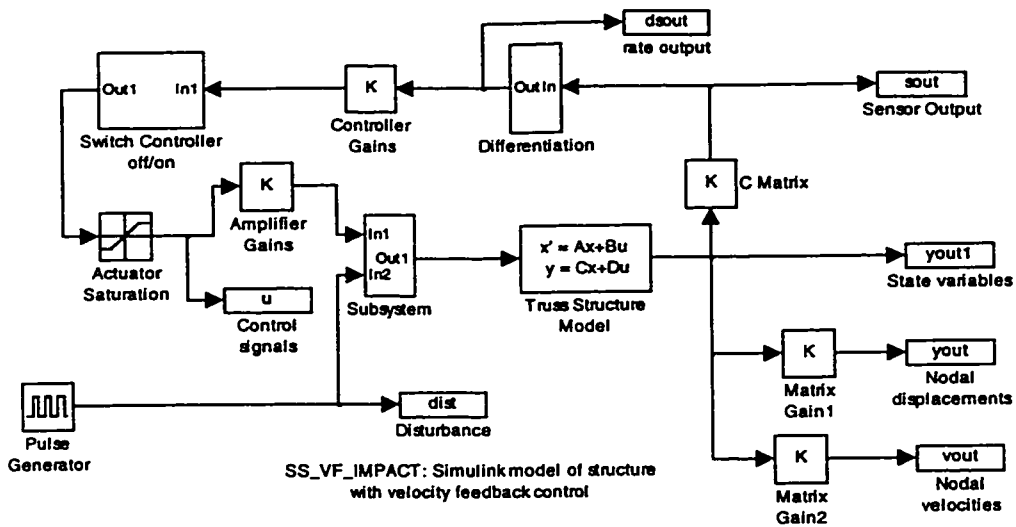 dsout
rate output
Out1
In1
Switch Controller
off/on
K
Controller
Gains
Out
In
Differentiation
sout
Sensor Output
K
C Matrix
Actuator
Saturation
K
Amplifier
Gains
u
Control
signals
In1
Out1
In2
Subsystem
x' = Ax+Bu
y = Cx+Du
Truss Structure
Model
yout1
State variables
K
Matrix
Gain1
yout
Nodal
displacements
K
Matrix
Gain2
vout
Nodal
velocities
Pulse
Generator
dist
Disturbance
SS_VF_IMPACT: Simulink model of structure
with velocity feedback control